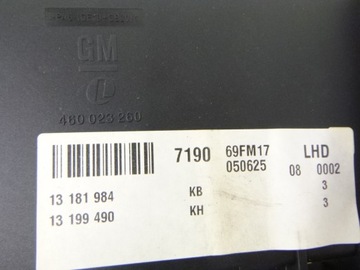 GM
460 023 260
7190 69FM17 LHD
050625 08 0002
13 181 984 KB 3
13 199 490 KH 3